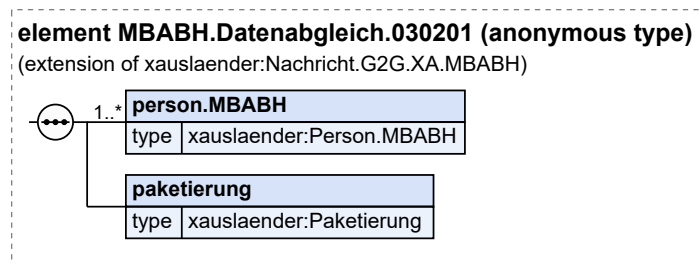 element MBABH.Datenabgleich.030201 (anonymous type)
(extension of xauslaender:Nachricht.G2G.XA.MBABH)
1..* person.MBABH
type xauslaender:Person.MBABH
paketierung
type xauslaender:Paketierung